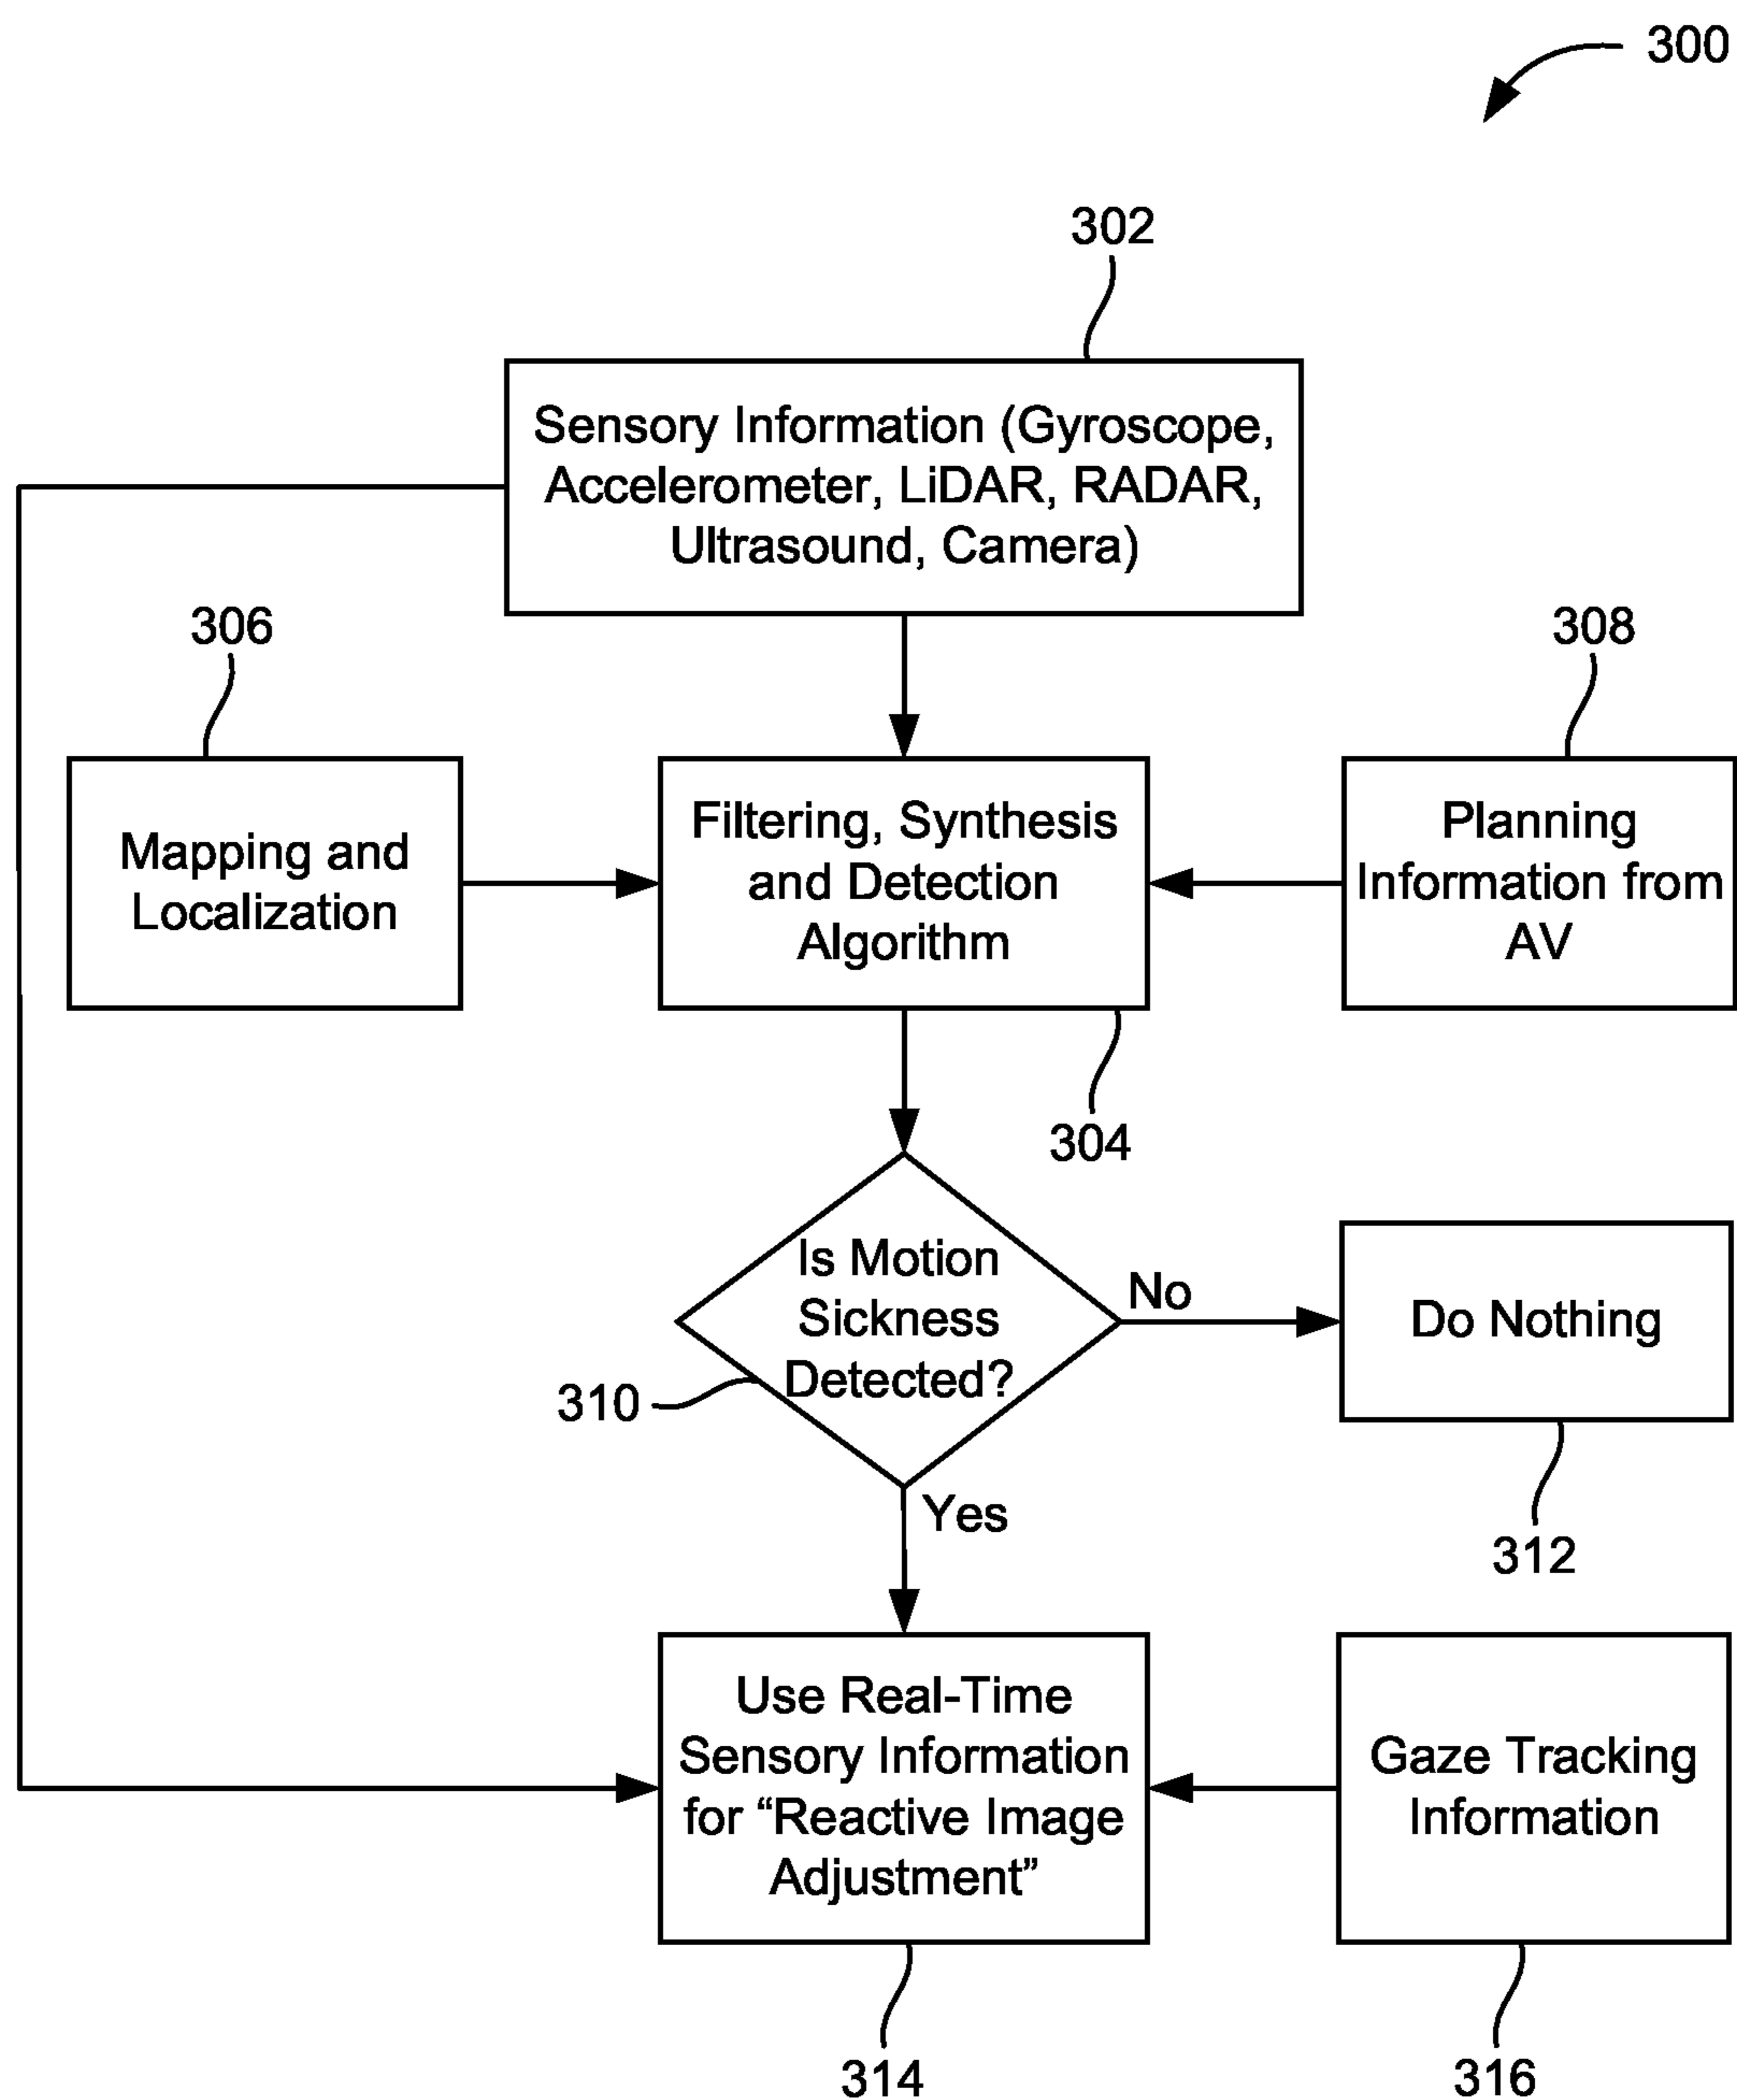 300
302
Sensory Information (Gyroscope,
Accelerometer, LiDAR, RADAR,
Ultrasound, Camera)
306
308
Mapping and
Localization
Filtering, Synthesis
and Detection
Algorithm
Planning
Information from
AV
304
Is Motion
Sickness
Detected?
No
Do Nothing
310
Yes
312
Use Real-Time
Sensory Information
for “Reactive Image
Adjustment”
Gaze Tracking
Information
314
316